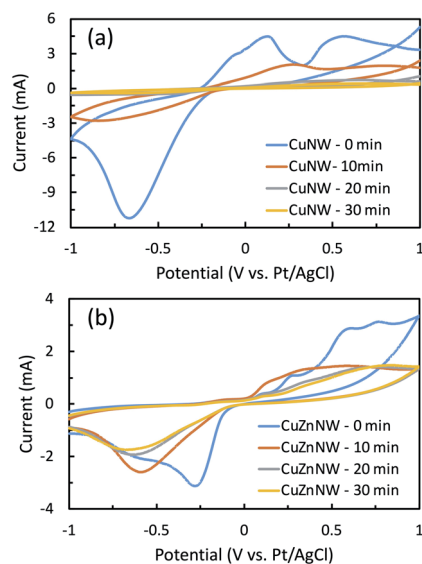 (a)
6
3
0
-3
-6
-9
-12
Current (mA)
CuNW - 0 min
CuNW - 10min
CuNW - 20 min
CuNW - 30 min
-1 -0.5 0 0.5 1
Potential (V vs. Pt/AgCl)
(b)
4
2
0
-2
-4
Current (mA)
CuZnNW - 0 min
CuZnNW - 10 min
CuZnNW - 20 min
CuZnNW - 30 min
-1 -0.5 0 0.5 1
Potential (V vs. Pt/AgCl)